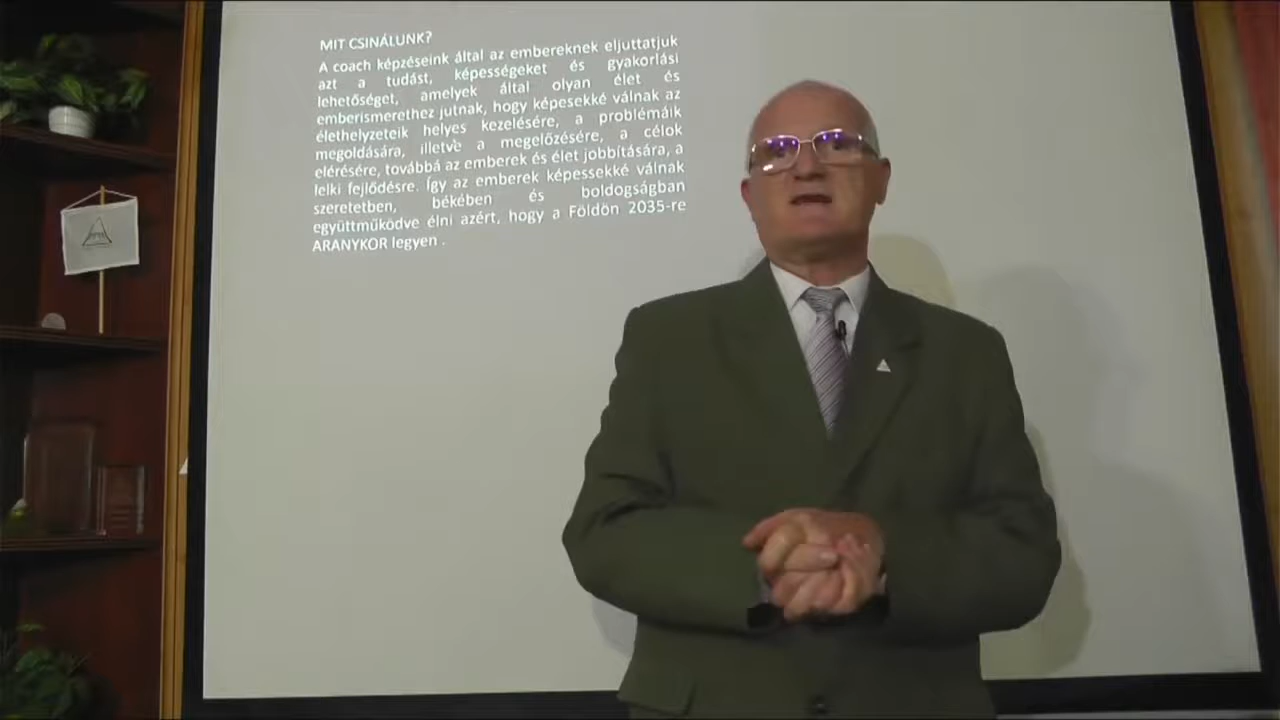 MIT CSINÁLUNK?
A coach képzéseink által az embereknek eljuttatjuk
azt a tudást, képességeket és gyakorlási
lehetőséget, amelyek által olyan élet és
emberismerethez jutnak, hogy képesekké válnak az
élethelyzeteik helyes kezelésére, a problémáik
megoldására, illetve a megelőzésére, a célok
elérésére, továbbá az emberek és élet jobbítására, a
lelki fejlődésre. Így az emberek képessekké válnak
szeretetben, békében és boldogságban
együttműködve élni azért, hogy a Földön 2035-re
ARANYKOR legyen .